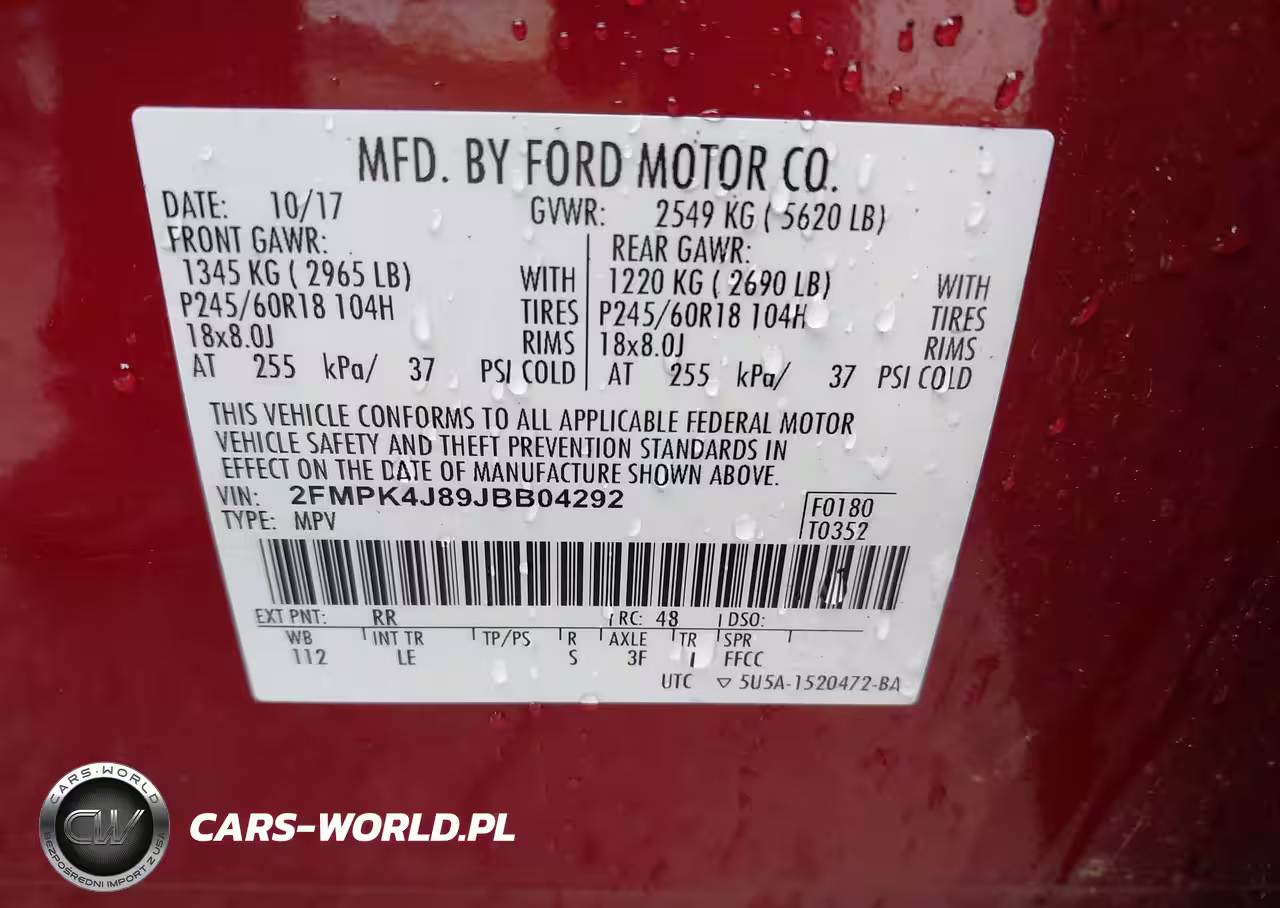 MFD. BY FORD MOTOR CO.
DATE: 10/17 GVWR: 2549 KG ( 5620 LB)
FRONT GAWR: REAR GAWR:
1345 KG ( 2965 LB) WITH 1220 KG ( 2690 LB) WITH
P245/60R18 104H TIRES P245/60R18 104H TIRES
18x8.0J RIMS 18x8.0J RIMS
AT 255 kPa/ 37 PSI COLD AT 255 kPa/ 37 PSI COLD
THIS VEHICLE CONFORMS TO ALL APPLICABLE FEDERAL MOTOR
VEHICLE SAFETY AND THEFT PREVENTION STANDARDS IN
EFFECT ON THE DATE OF MANUFACTURE SHOWN ABOVE.
VIN: 2FMPK4J89JBB04292
TYPE: MPV
F0180
T0352
EXT PNT: RR RC: 48 DSO:
WB INT TR TP/PS R AXLE TR SPR
112 LE S 3F I FFCC
UTC ▽ 5U5A-1520472-BA
CARS-WORLD
CW
BEZPOŚREDNI IMPORT Z USA
CARS-WORLD.PL